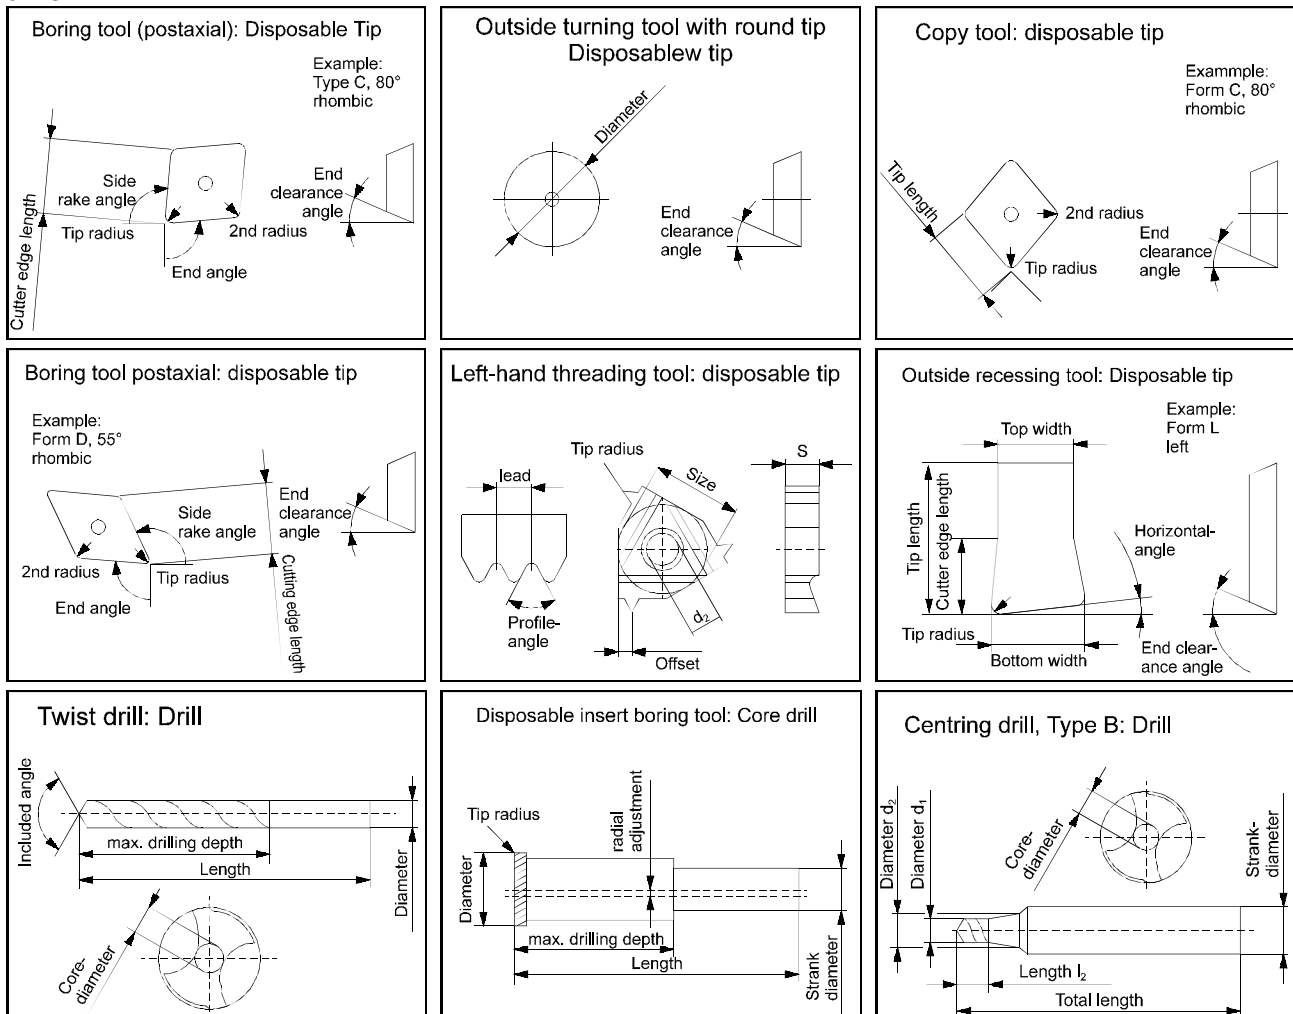 Boring tool (postaxial): Disposable Tip
Example:
Type C, 80°
rhombic
Side
rake angle
End
clearance
angle
Tip radius
2nd radius
End angle
Cutter edge length
Outside turning tool with round tip
Disposablew tip
Diameter
End
clearance
angle
Copy tool: disposable tip
Exammple:
Form C, 80°
rhombic
Tip length
2nd radius
End
clearance
angle
Tip radius
Boring tool postaxial: disposable tip
Example:
Form D, 55°
rhombic
End
clearance
angle
Side
rake angle
2nd radius
Tip radius
End angle
Cutting edge length
Left-hand threading tool: disposable tip
Tip radius
lead
Size
S
Profile-
angle
d2
Offset
Outside recessing tool: Disposable tip
Example:
Form L
left
Top width
Tip length
Cutter edge length
Horizontal-
angle
Tip radius
Bottom width
End clear-
ance angle
Twist drill: Drill
Included angle
max. drilling depth
Length
Diameter
Core-
diameter
Disposable insert boring tool: Core drill
Tip radius
radial
adjustment
Diameter
max. drilling depth
Length
Strank
diameter
Centring drill, Type B: Drill
Diameter d2
Diameter d1
Core-
diameter
Strank-
diameter
Length l2
Total length